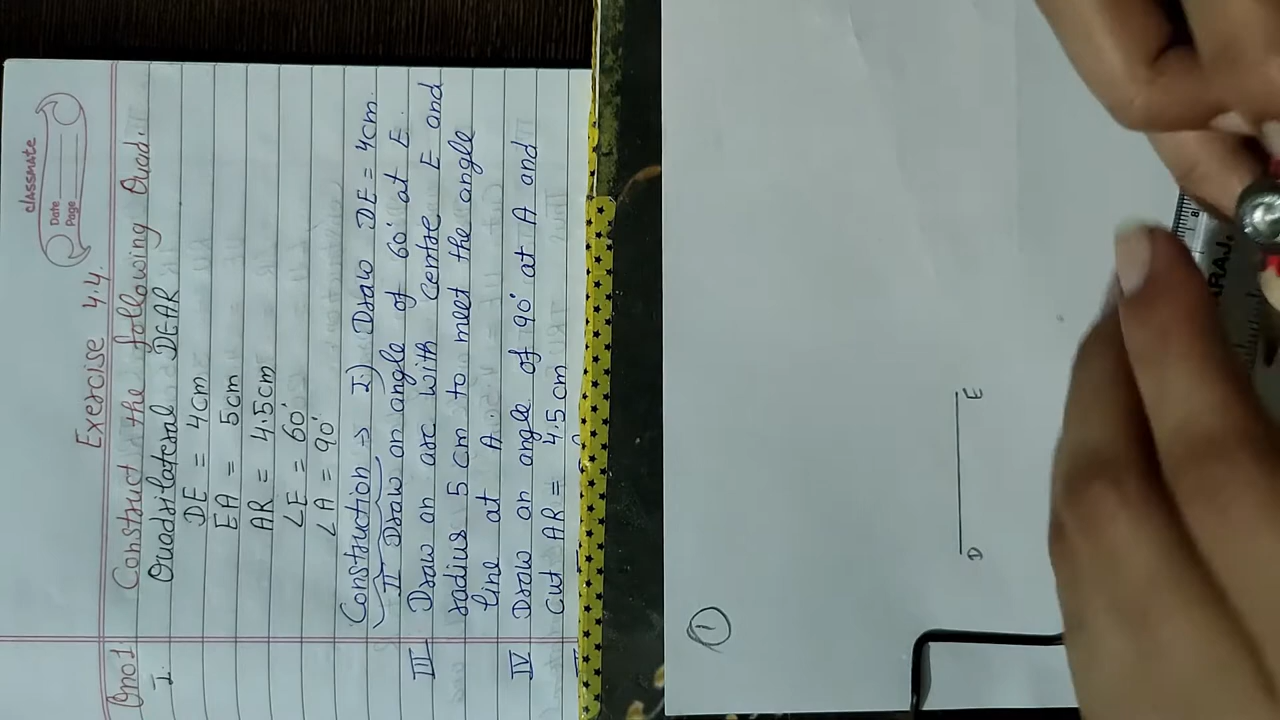 classmate
Date
Page
Exercise 4.4.
Qno1. Construct the following Quad.
I. Quadrilateral DEAR
DE = 4cm
EA = 5cm
AR = 4.5cm
∠E = 60°
∠A = 90°
Construction → I) Draw DE = 4cm.
II Draw an angle of 60° at E.
III Draw an arc with centre E and
radius 5 cm to meet the angle
line at A.
IV Draw an angle of 90° at A and
cut AR = 4.5 cm
1
D E
8
RAJ.